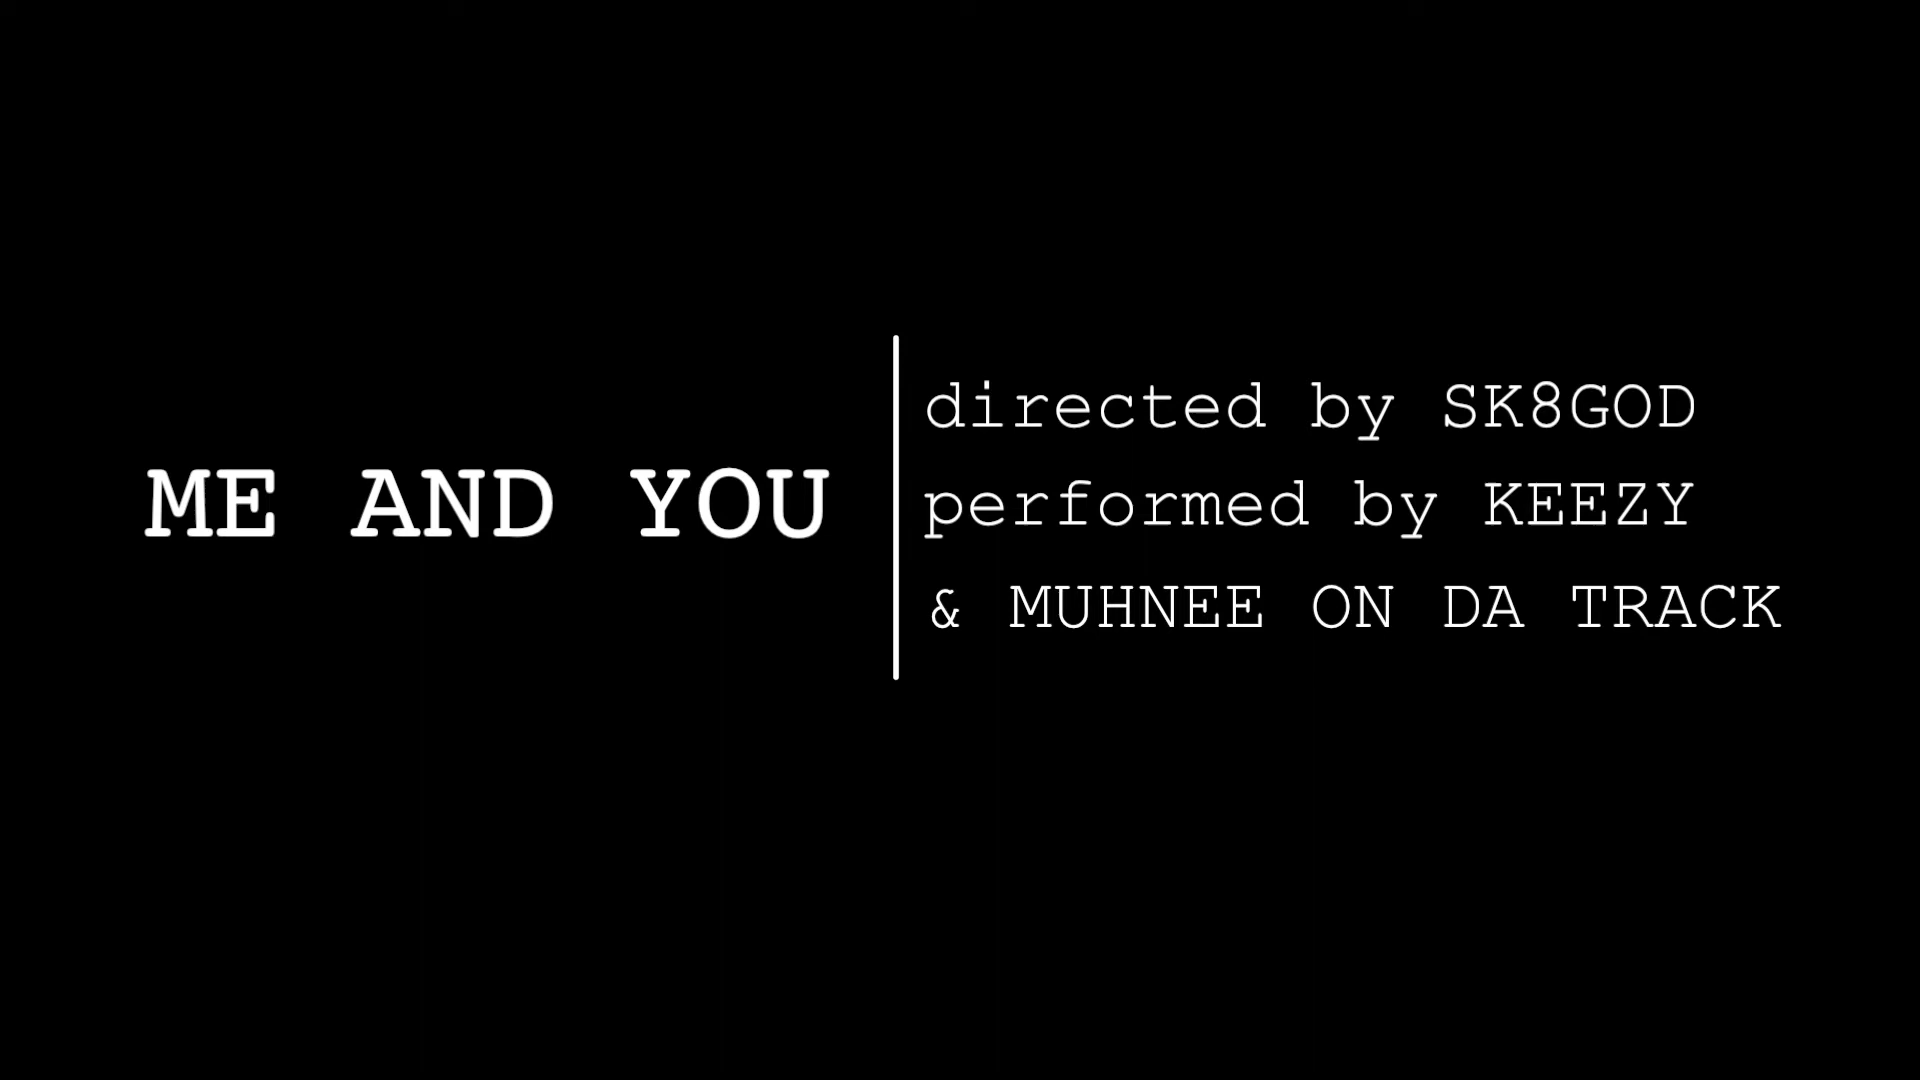 ME AND YOU
directed by SK8GOD
performed by KEEZY
& MUHNEE ON DA TRACK